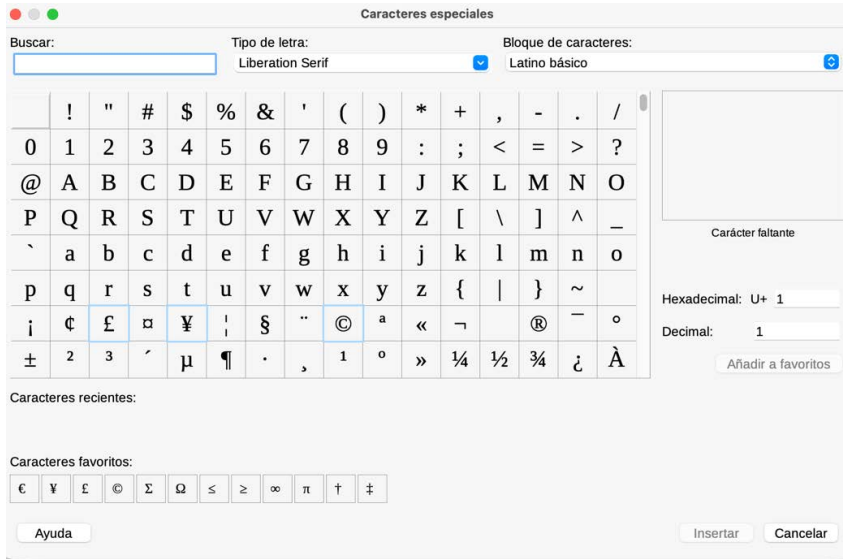 Caracteres especiales
Buscar: Tipo de letra: Bloque de caracteres:
Liberation Serif Latino básico
! " # $ % & ' ( ) * + , - . /
0 1 2 3 4 5 6 7 8 9 : ; < = > ?
@ A B C D E F G H I J K L M N O
P Q R S T U V W X Y Z [ \ ] ^ _
` a b c d e f g h i j k l m n o
p q r s t u v w x y z { | } ~
¡ ¢ £ ¤ ¥ ¦ § ¨ © ª « ¬ ® ¯ °
± ² ³ ´ µ ¶ · ¸ ¹ º » ¼ ½ ¾ ¿ À
Carácter faltante
Hexadecimal: U+ 1
Decimal: 1
Añadir a favoritos
Caracteres recientes:
Caracteres favoritos:
€ ¥ £ © Σ Ω ≤ ≥ ∞ π † ‡
Ayuda Insertar Cancelar